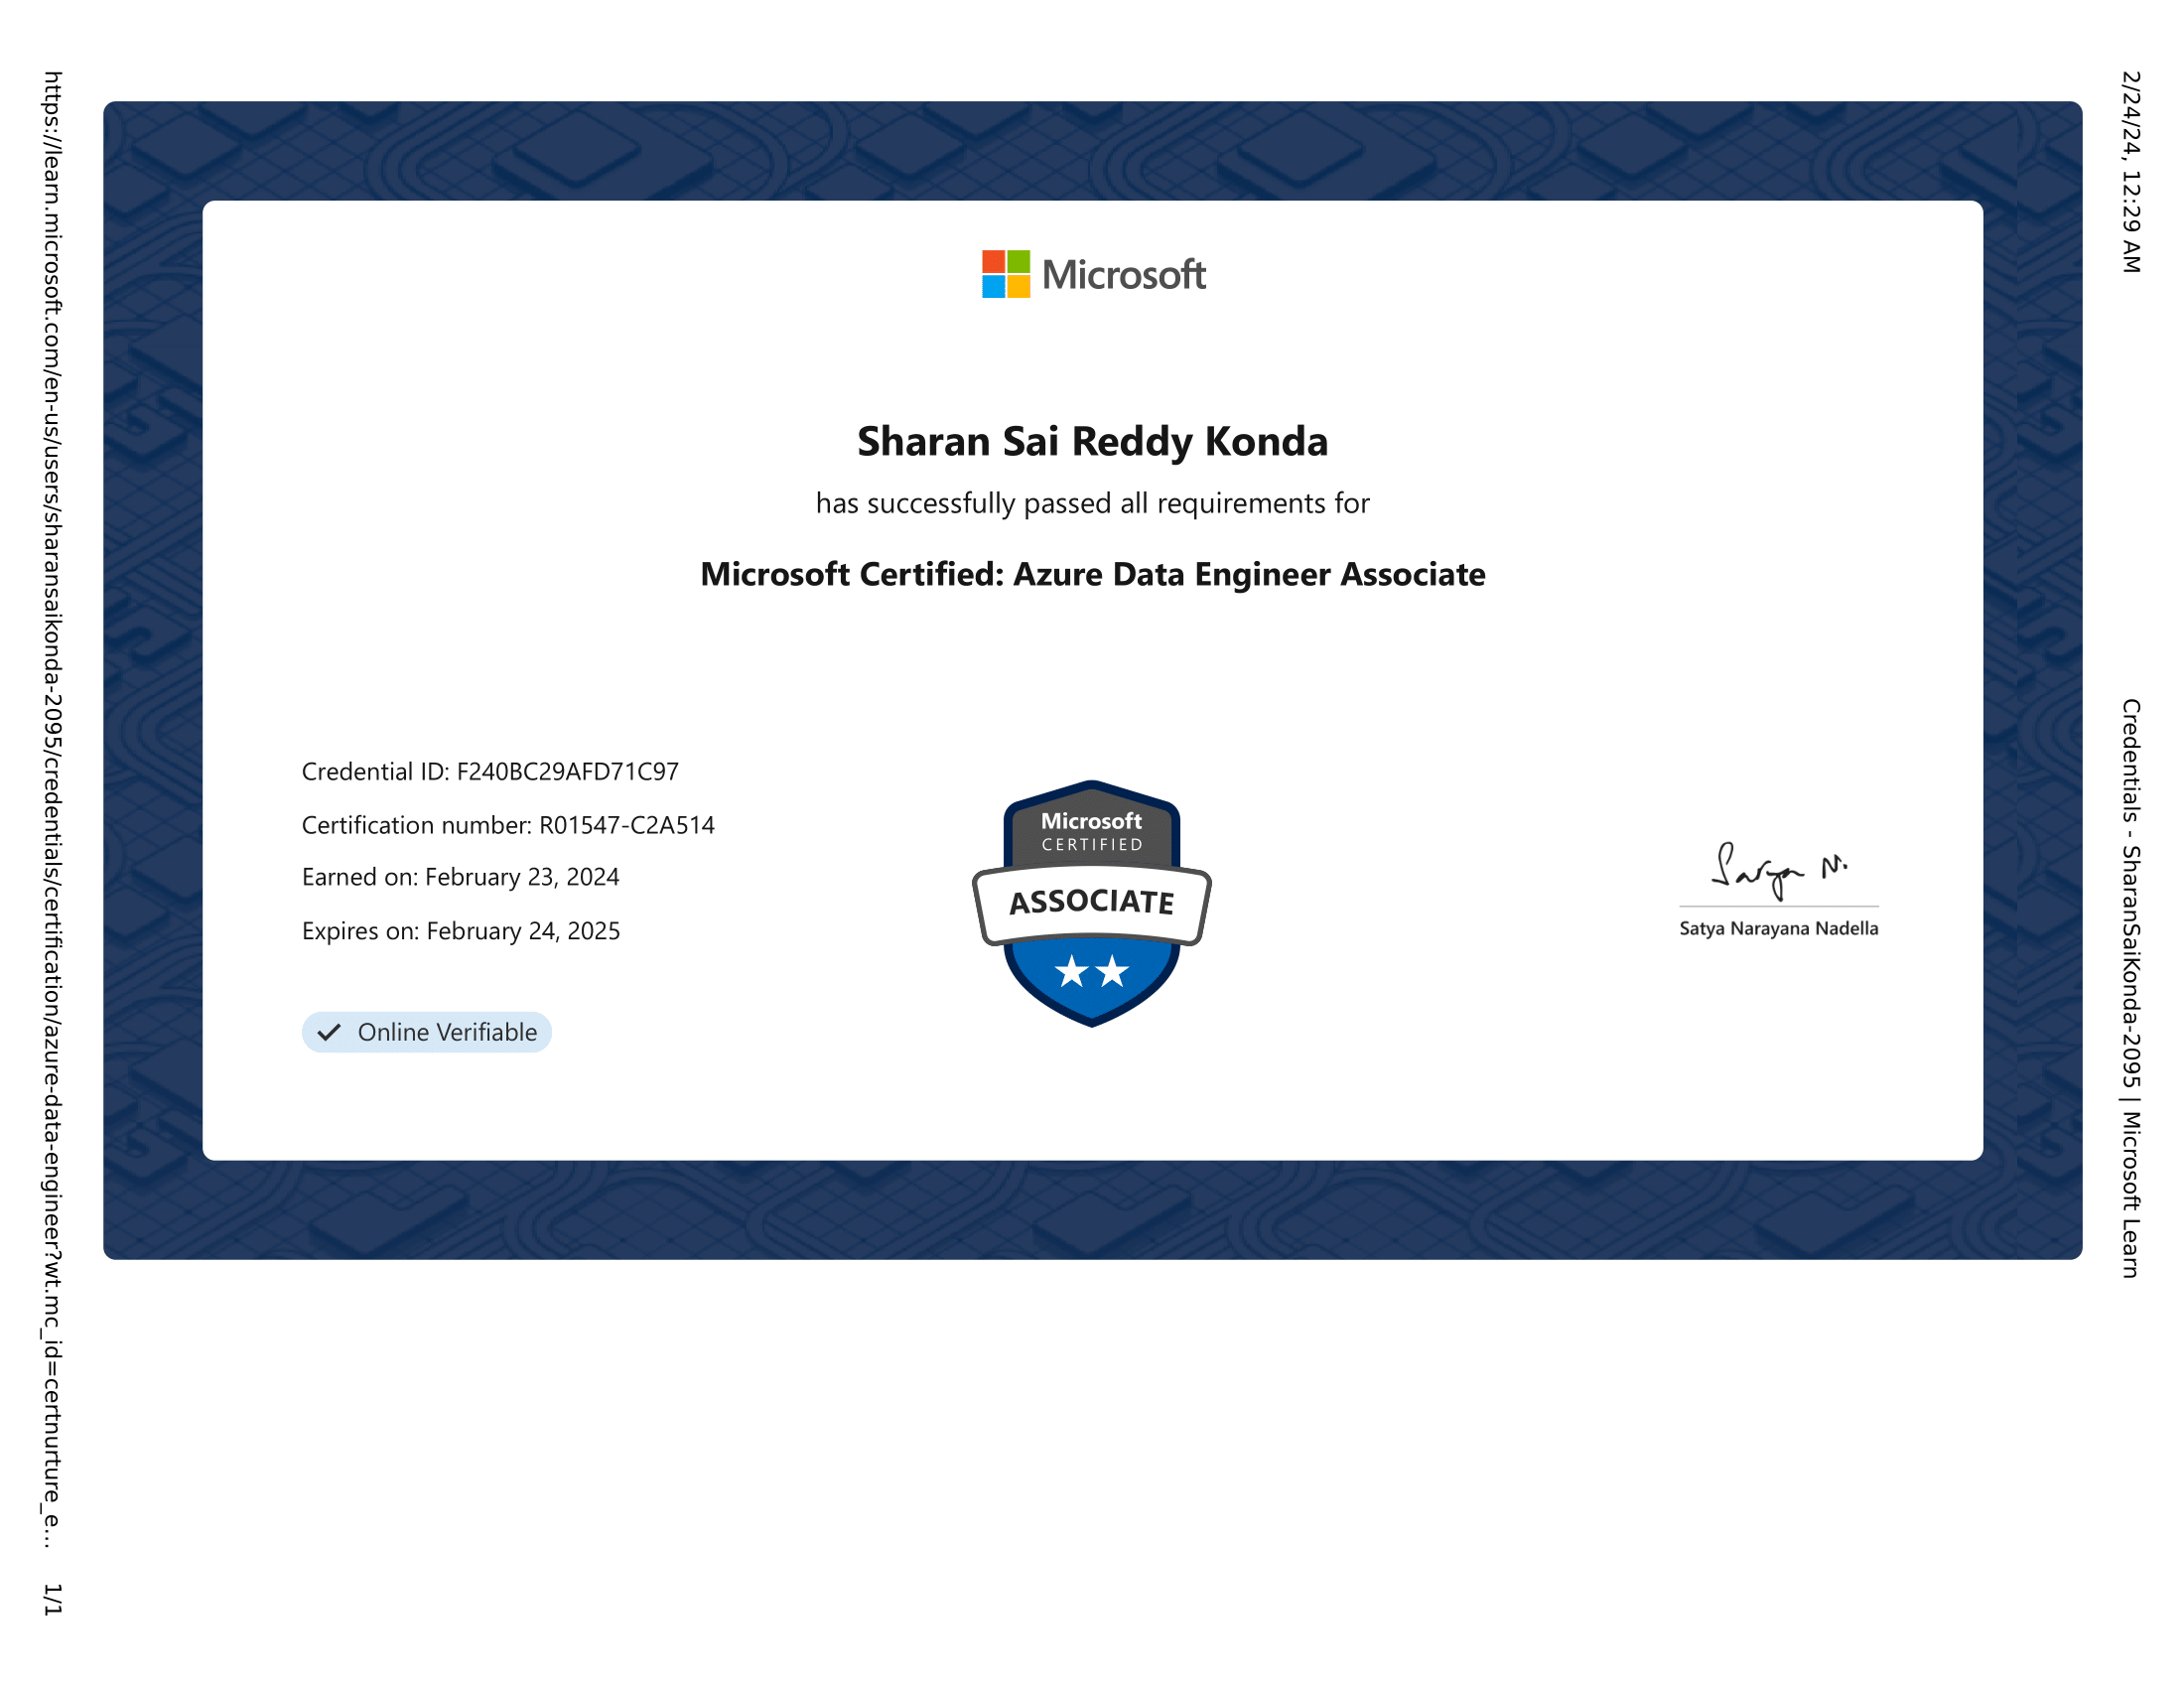 2/24/24, 12:29 AM
Credentials - SharanSaiKonda-2095 | Microsoft Learn
Microsoft
Sharan Sai Reddy Konda
has successfully passed all requirements for
Microsoft Certified: Azure Data Engineer Associate
Credential ID: F240BC29AFD71C97
Certification number: R01547-C2A514
Earned on: February 23, 2024
Expires on: February 24, 2025
Online Verifiable
Microsoft
CERTIFIED
ASSOCIATE
Satya N.
Satya Narayana Nadella
https://learn.microsoft.com/en-us/users/sharansaikonda-2095/credentials/certification/azure-data-engineer?wt.mc_id=certnurture_e...
1/1